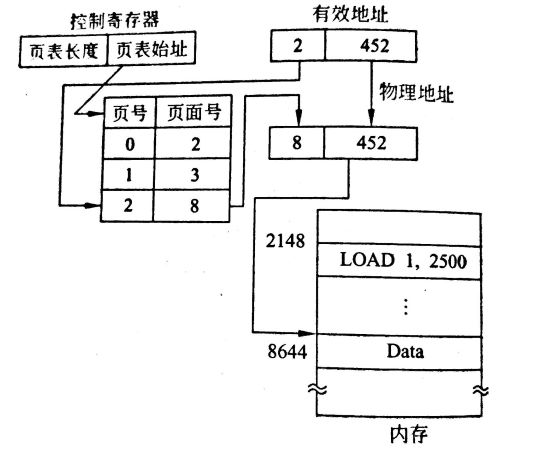 控制寄存器
页表长度 页表始址
有效地址
2 452
物理地址
页号 页面号
0 2
1 3
2 8
8 452
2148
LOAD 1, 2500
⋮
8644
Data
内存